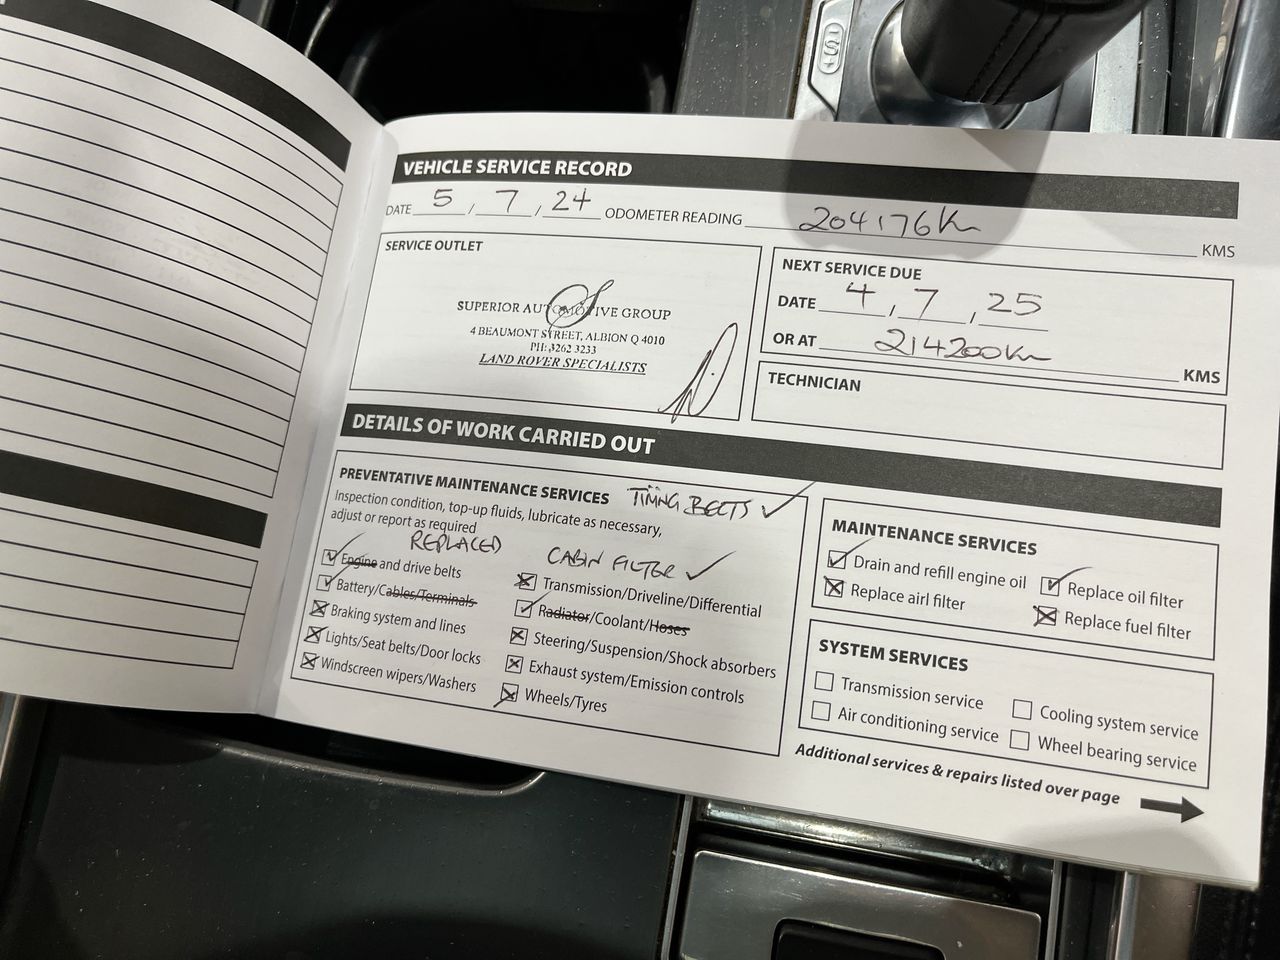 S
VEHICLE SERVICE RECORD
DATE 5 / 7 / 24 ODOMETER READING 204176Km KMS
SERVICE OUTLET
SUPERIOR AUTOMOTIVE GROUP
4 BEAUMONT STREET, ALBION Q 4010
PH: 3262 3233
LAND ROVER SPECIALISTS
NEXT SERVICE DUE
DATE 4 / 7 / 25
OR AT 214200Km KMS
TECHNICIAN
DETAILS OF WORK CARRIED OUT
PREVENTATIVE MAINTENANCE SERVICES TIMING BELTS ✓
Inspection condition, top-up fluids, lubricate as necessary,
adjust or report as required
REPLACED
CABIN FILTER ✓
Engine and drive belts
Battery/Cables/Terminals
Braking system and lines
Lights/Seat belts/Door locks
Windscreen wipers/Washers
Transmission/Driveline/Differential
Radiator/Coolant/Hoses
Steering/Suspension/Shock absorbers
Exhaust system/Emission controls
Wheels/Tyres
MAINTENANCE SERVICES
Drain and refill engine oil
Replace oil filter
Replace airl filter
Replace fuel filter
SYSTEM SERVICES
Transmission service
Cooling system service
Air conditioning service
Wheel bearing service
Additional services & repairs listed over page